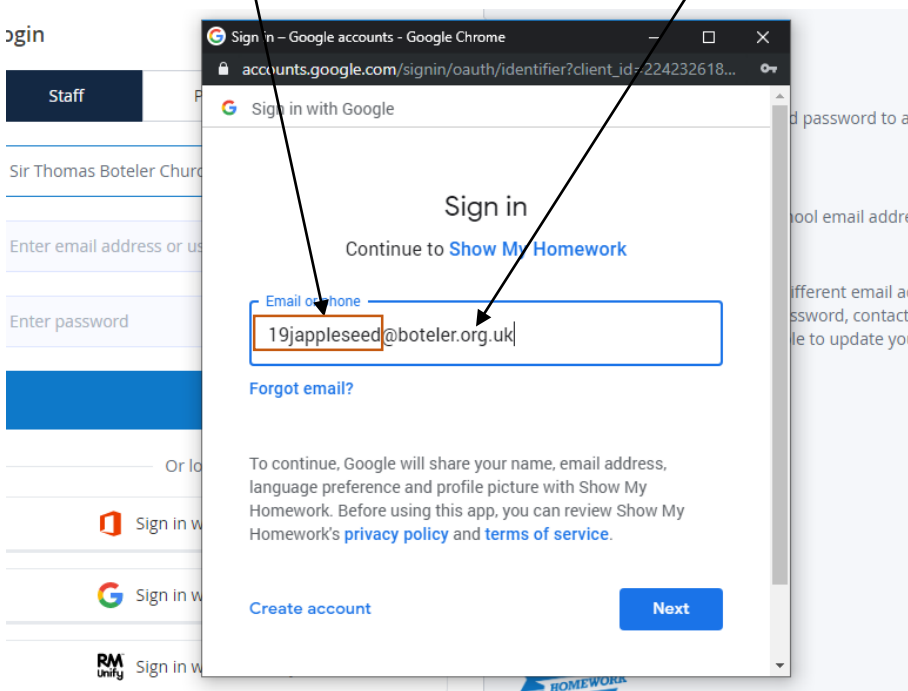 ogin
Staff
P
Sir Thomas Boteler Churc
Enter email address or us
Enter password
Or lo
Sign in w
Sign in w
RM
Unify
Sign in w
Sign in – Google accounts - Google Chrome
accounts.google.com/signin/oauth/identifier?client_id=224232618...
Sign in with Google
Sign in
Continue to Show My Homework
Email or phone
19jappleseed@boteler.org.uk
Forgot email?
To continue, Google will share your name, email address,
language preference and profile picture with Show My
Homework. Before using this app, you can review Show My
Homework's privacy policy and terms of service.
Create account
Next
d password to a
ool email addre
ifferent email a
ssword, contact
le to update yo
HOMEWORK